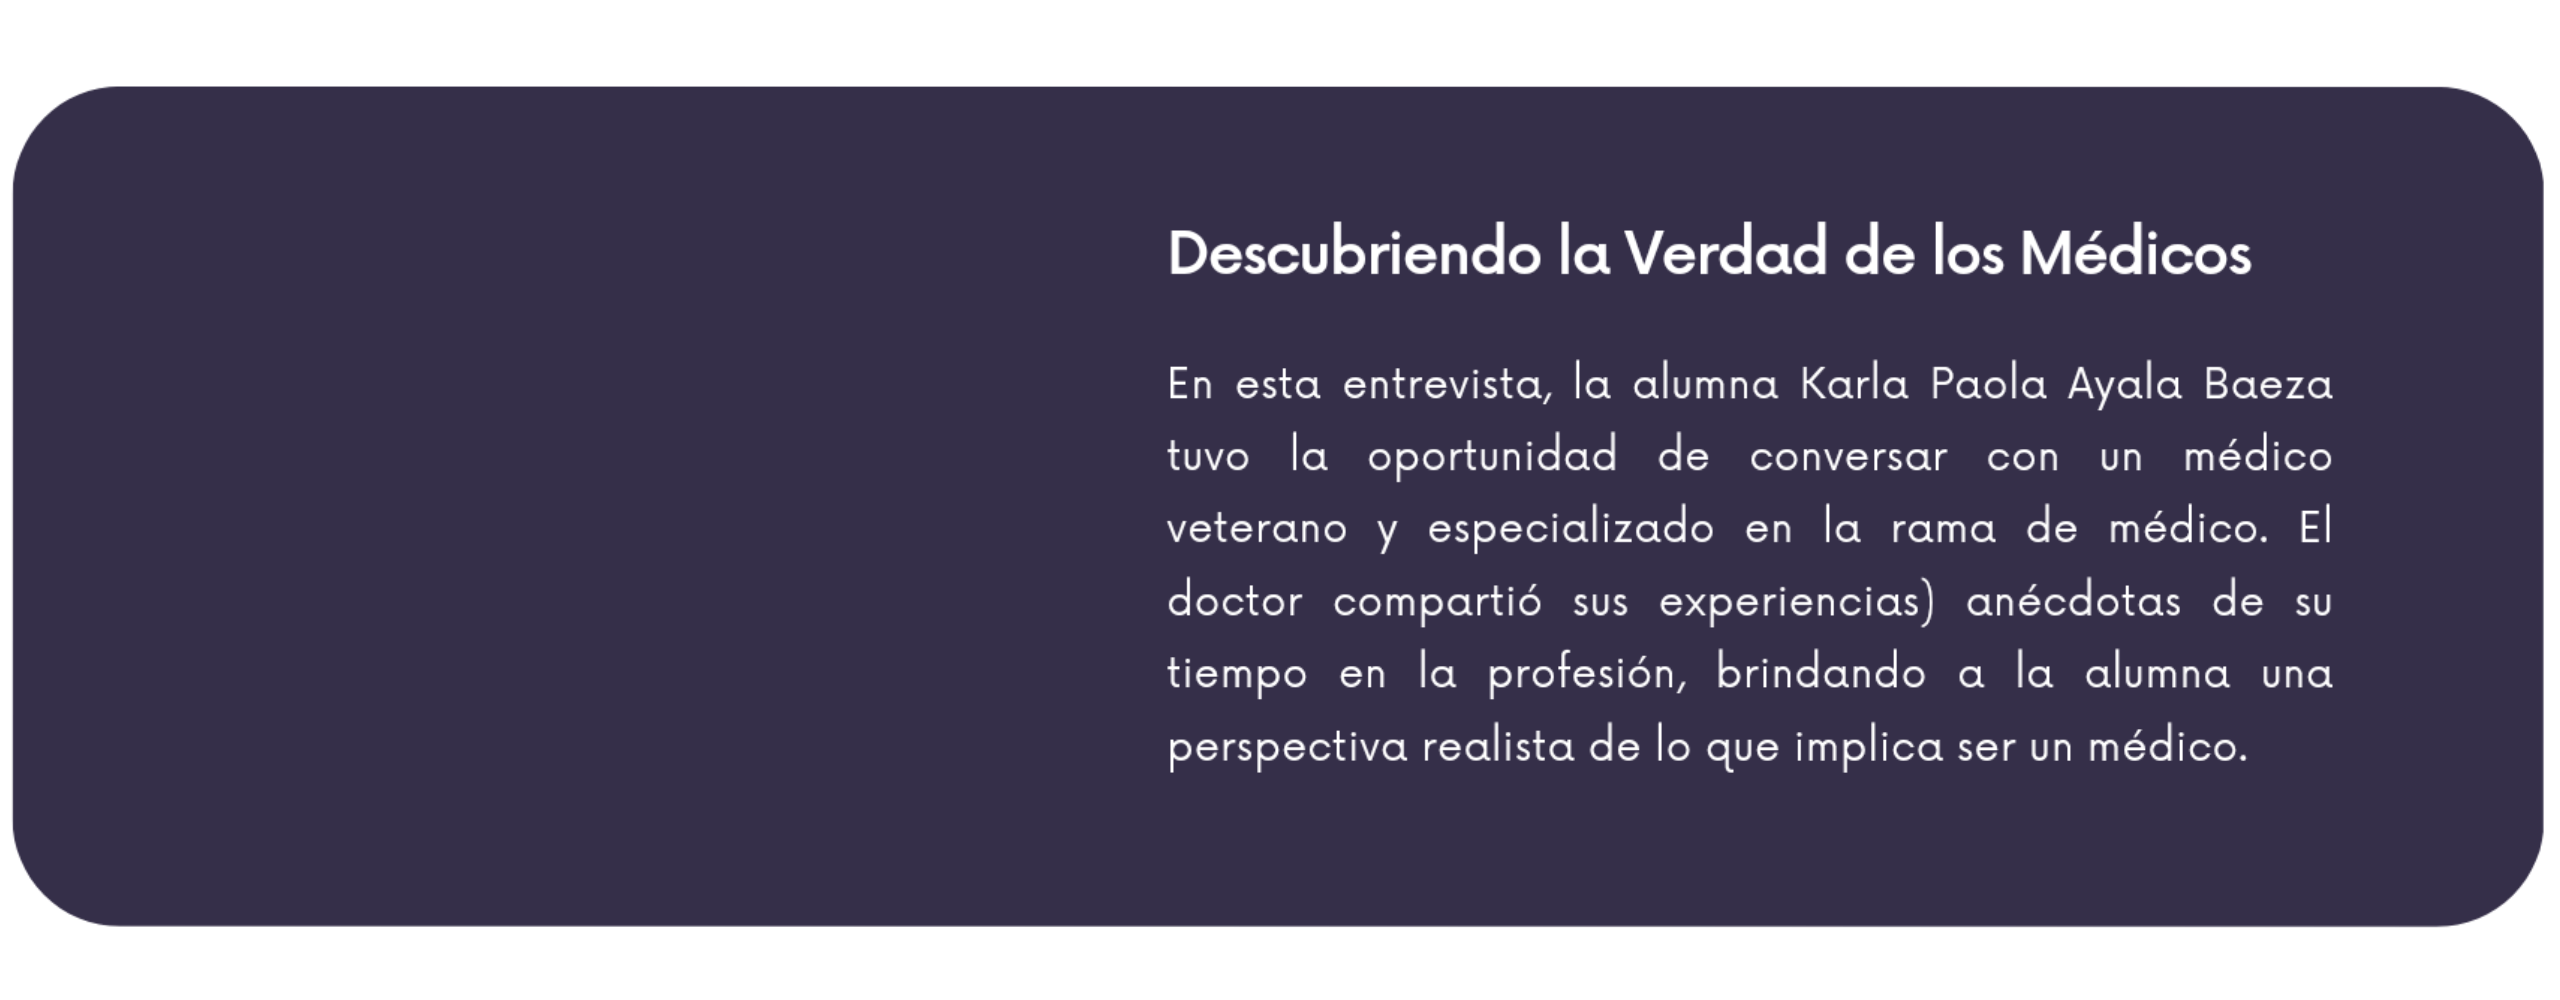 Descubriendo la Verdad de los Médicos
En esta entrevista, la alumna Karla Paola Ayala Baeza
tuvo la oportunidad de conversar con un médico
veterano y especializado en la rama de médico. El
doctor compartió sus experiencias) anécdotas de su
tiempo en la profesión, brindando a la alumna una
perspectiva realista de lo que implica ser un médico.